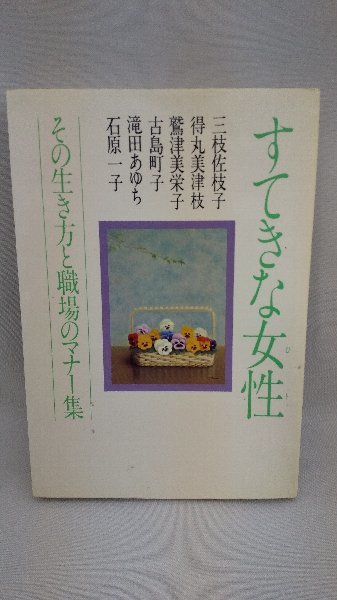 すてきな女性
ひと
三枝佐枝子
得丸美津枝
鷲津美栄子
古島町子
滝田あゆち
石原一子
その生き方と職場のマナー集